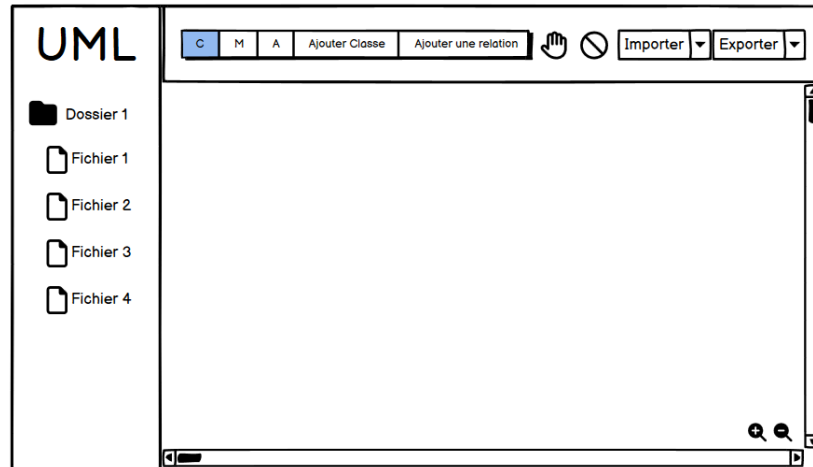 UML
C M A Ajouter Classe Ajouter une relation Importer Exporter
Dossier 1
Fichier 1
Fichier 2
Fichier 3
Fichier 4